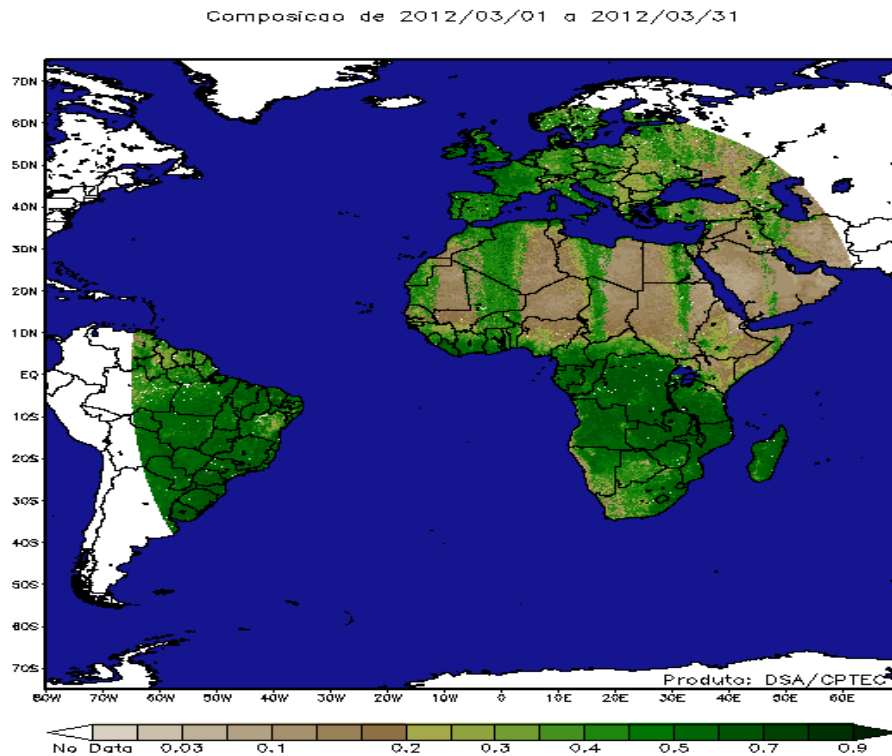 Composicao de 2012/03/01 a 2012/03/31
70N
60N
50N
40N
30N
20N
10N
EQ
10S
20S
30S
40S
50S
60S
70S
Produto: DSA/CPTEC
80W 70W 60W 50W 40W 30W 20W 10W 0 10E 20E 30E 40E 50E 60E
No Data 0.03 0.1 0.2 0.3 0.4 0.5 0.7 0.9